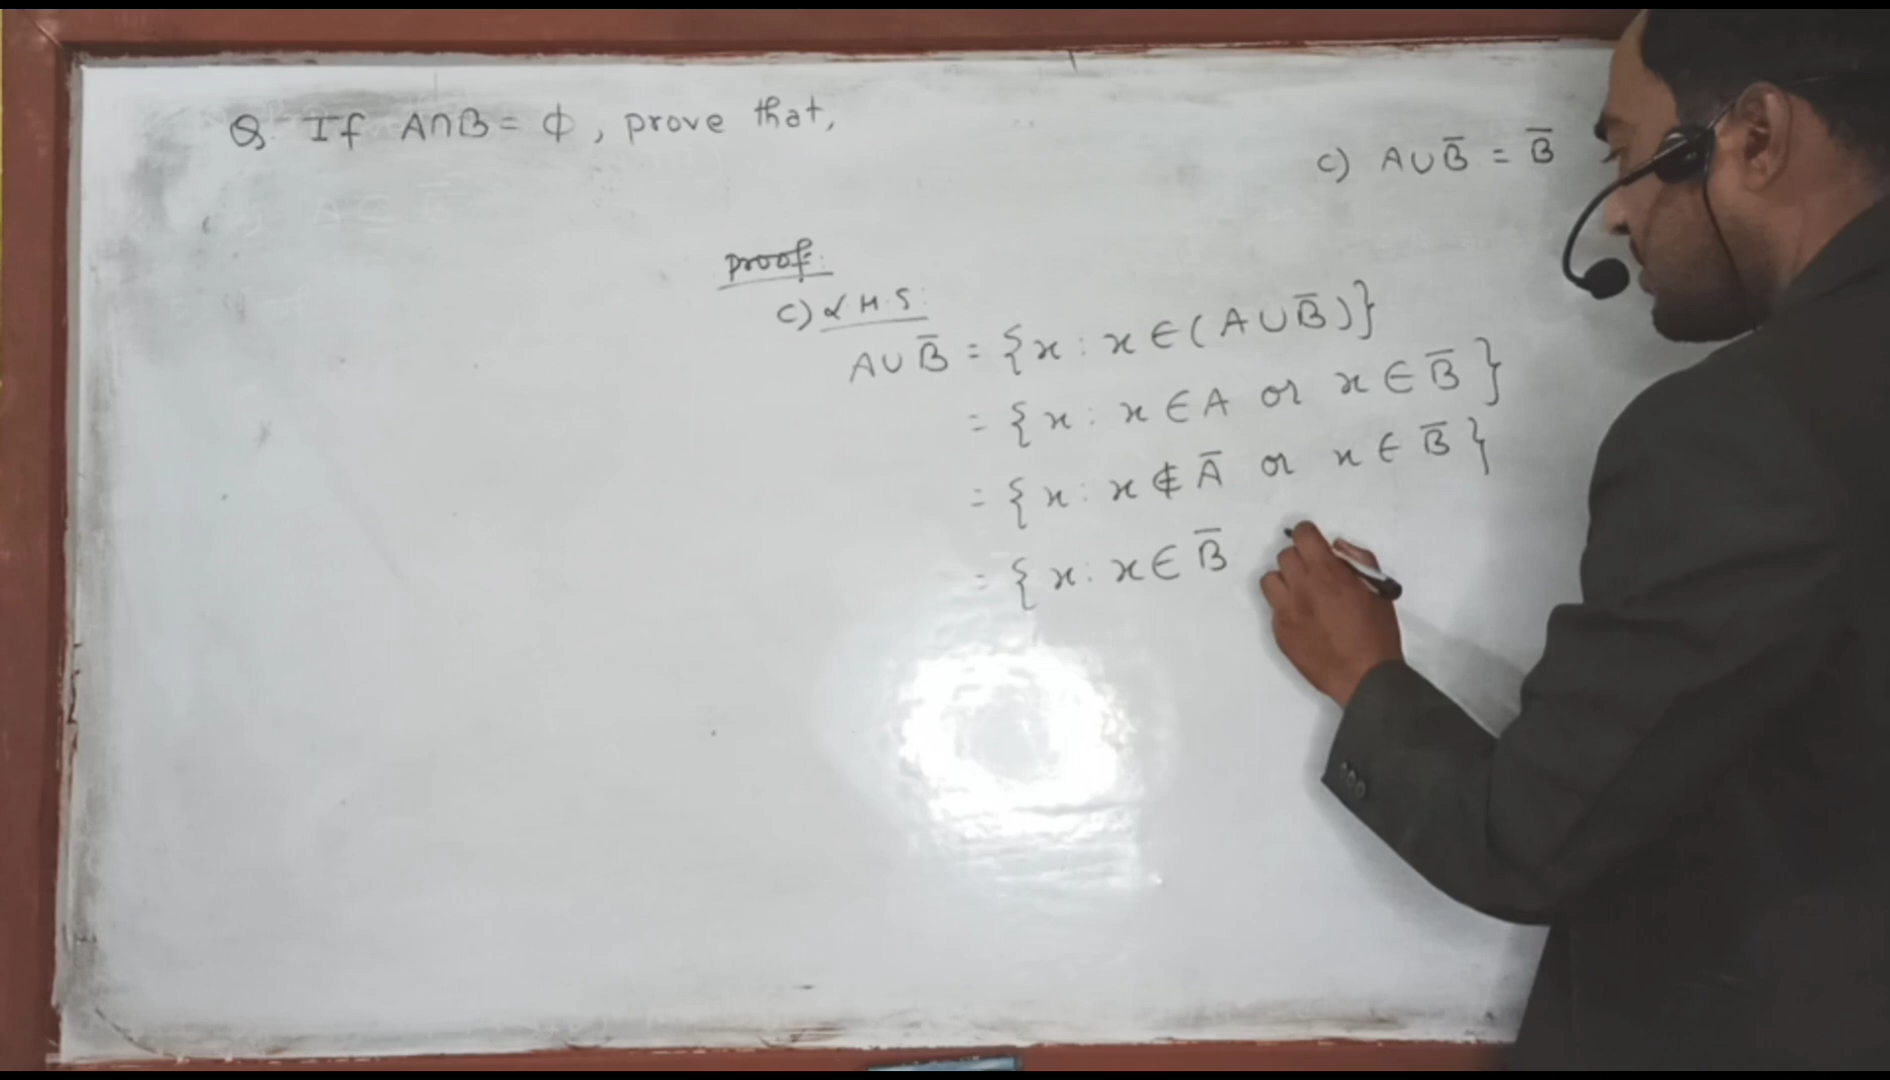 Q. If A∩B = ϕ, prove that,
C) A∪B̅ = B̅
Proof:
C) L.H.S:
A∪B̅ = {x : x ∈ (A∪B̅)}
= {x : x ∈ A or x ∈ B̅}
= {x : x ∉ A̅ or x ∈ B̅}
= {x : x ∈ B̅